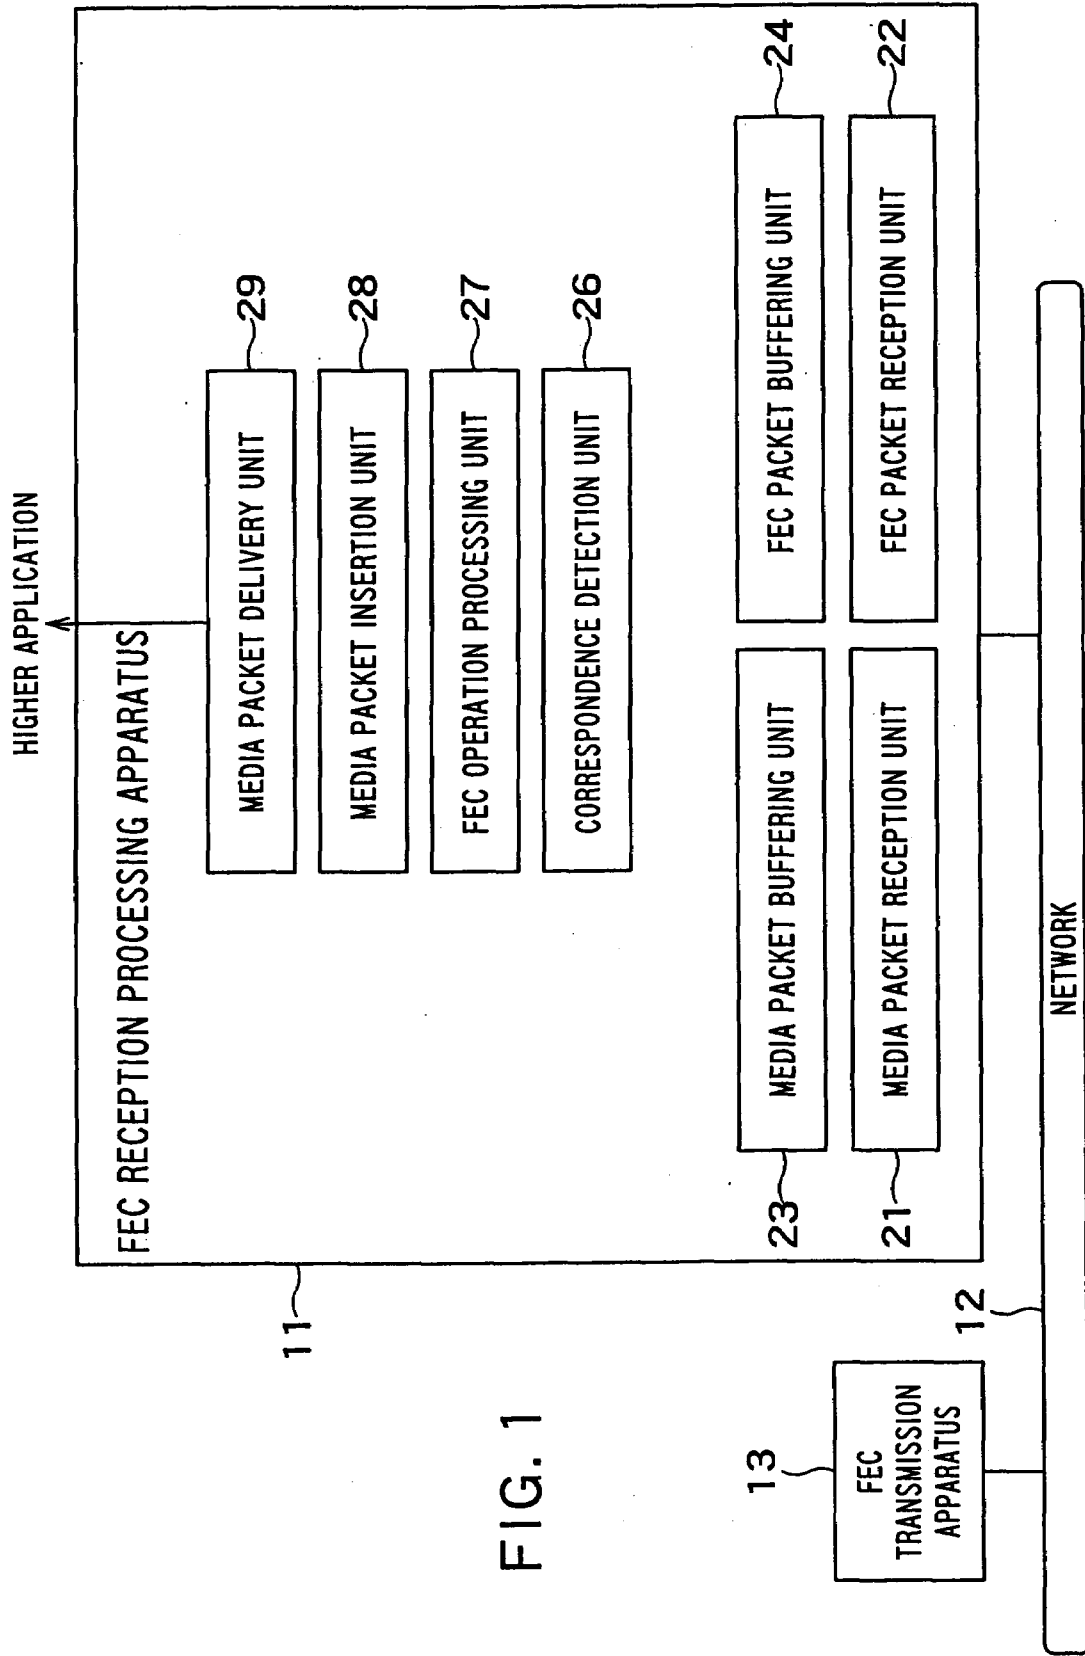 FIG. 1
HIGHER APPLICATION
FEC RECEPTION PROCESSING APPARATUS
11
MEDIA PACKET DELIVERY UNIT
29
MEDIA PACKET INSERTION UNIT
28
FEC OPERATION PROCESSING UNIT
27
CORRESPONDENCE DETECTION UNIT
26
MEDIA PACKET BUFFERING UNIT
23
FEC PACKET BUFFERING UNIT
24
MEDIA PACKET RECEPTION UNIT
21
FEC PACKET RECEPTION UNIT
22
13
FEC
TRANSMISSION
APPARATUS
12
NETWORK